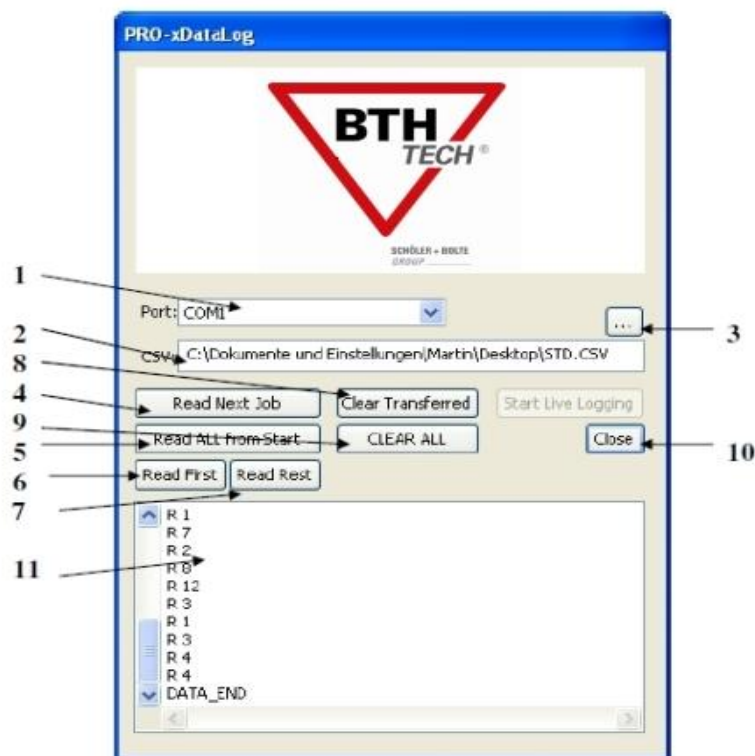 PRO-xDataLog
BTH
TECH ®
SCHÖLER + BOLTE
GROUP
1
Port: COM1
2
... 3
8
CSV: C:\Dokumente und Einstellungen\Martin\Desktop\STD.CSV
4
Read Next Job Clear Transferred Start Live Logging
9
5
Read ALL from Start CLEAR ALL Close 10
6
Read First Read Rest
7
R 1
R 7
R 2
11
R 8
R 12
R 3
R 1
R 3
R 4
R 4
DATA_END